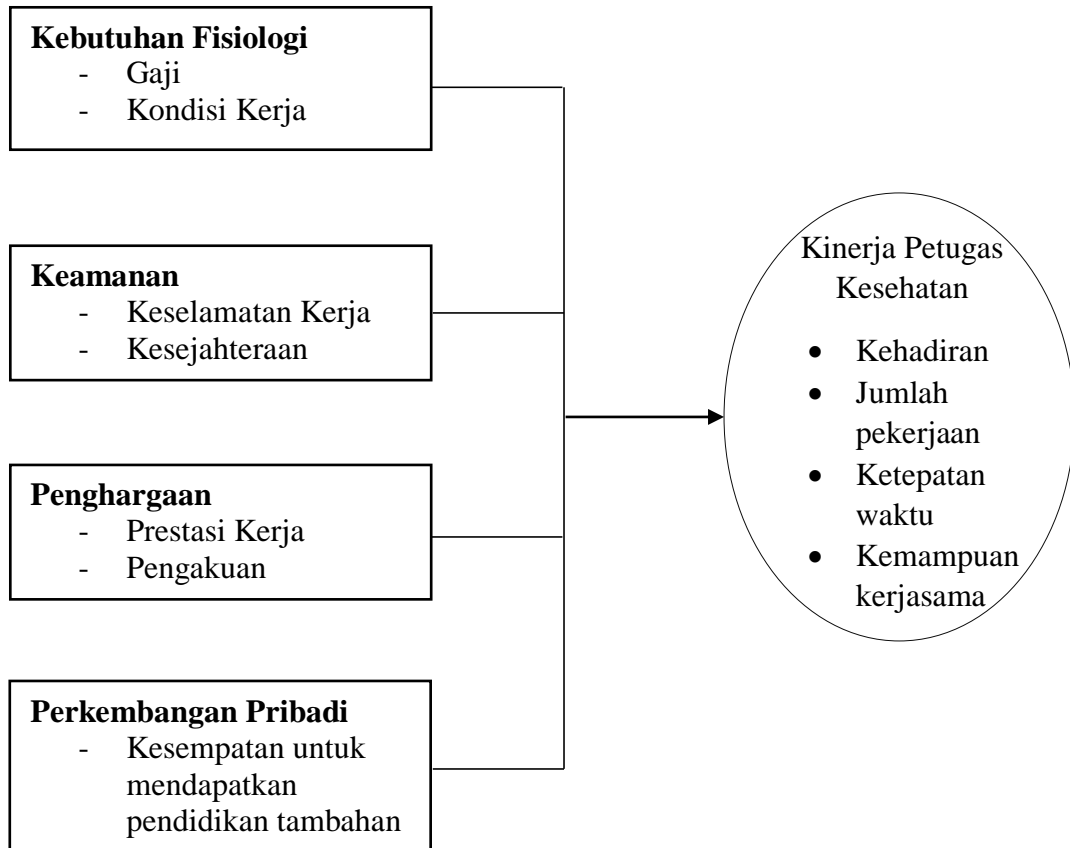 Kebutuhan Fisiologi
- Gaji
- Kondisi Kerja
Keamanan
- Keselamatan Kerja
- Kesejahteraan
Penghargaan
- Prestasi Kerja
- Pengakuan
Perkembangan Pribadi
- Kesempatan untuk
mendapatkan
pendidikan tambahan
Kinerja Petugas
Kesehatan
• Kehadiran
• Jumlah
pekerjaan
• Ketepatan
waktu
• Kemampuan
kerjasama